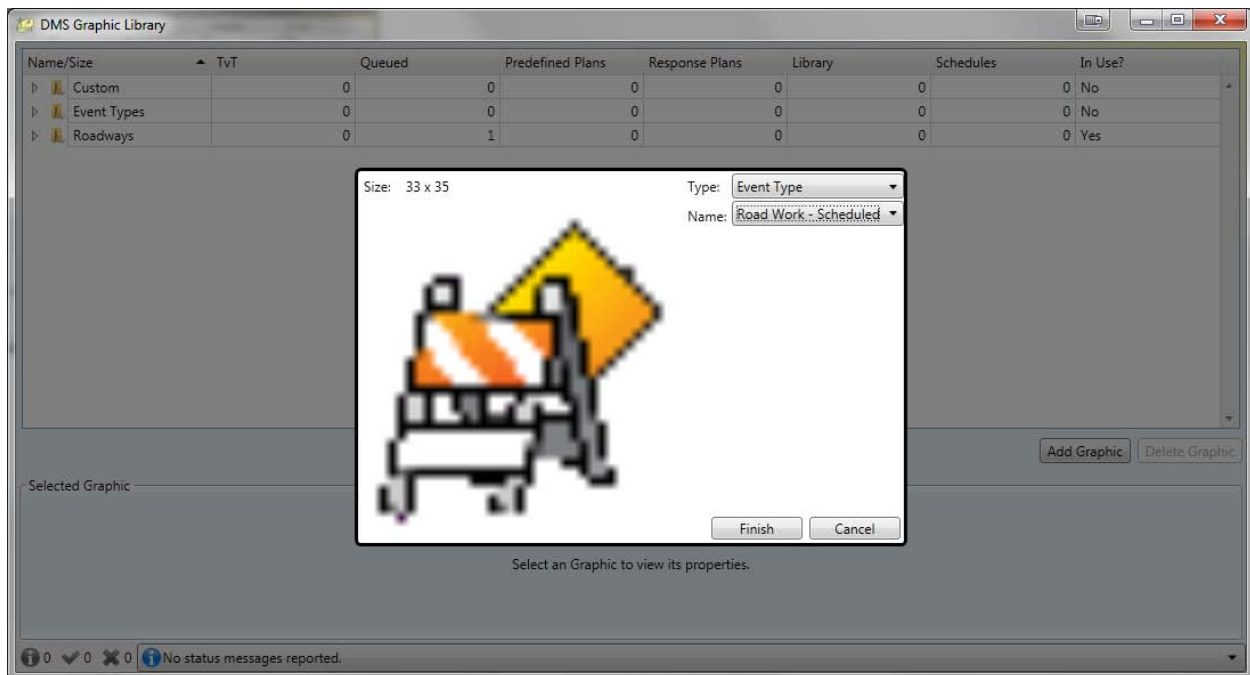 DMS Graphic Library
Name/Size TvT Queued Predefined Plans Response Plans Library Schedules In Use?
Custom 0 0 0 0 0 0 No
Event Types 0 0 0 0 0 0 No
Roadways 0 1 0 0 0 0 Yes
Size: 33 x 35 Type: Event Type
Name: Road Work - Scheduled
Finish Cancel
Add Graphic Delete Graphic
Selected Graphic
Select an Graphic to view its properties.
0 0 0 No status messages reported.